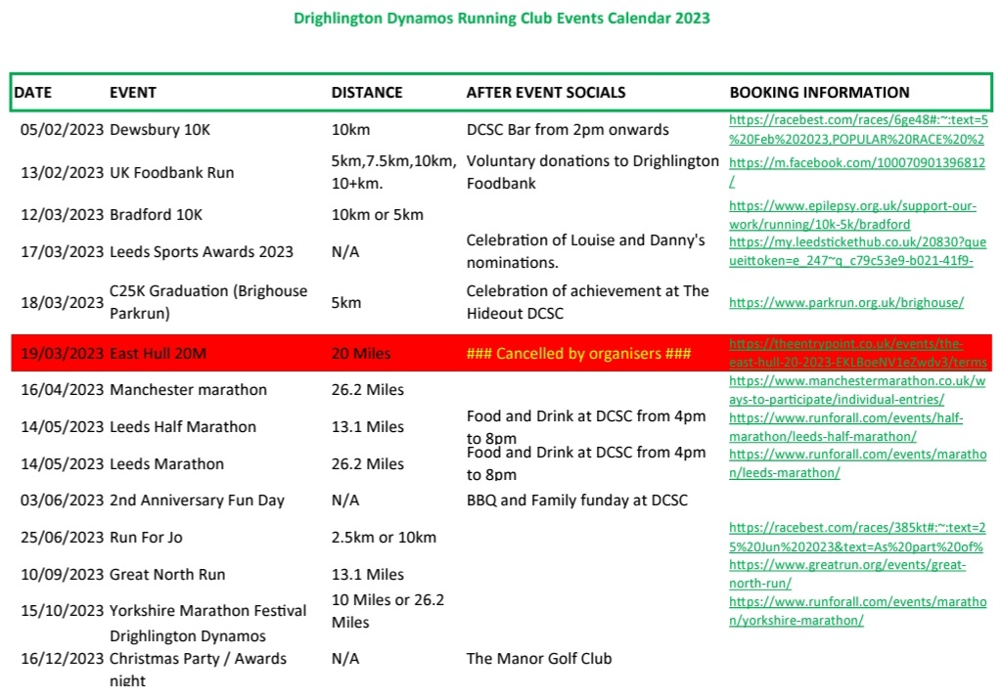 Drighlington Dynamos Running Club Events Calendar 2023
DATE EVENT DISTANCE AFTER EVENT SOCIALS BOOKING INFORMATION
05/02/2023 Dewsbury 10K 10km DCSC Bar from 2pm onwards https://racebest.com/races/6ge48#:~:text=5
%20Feb%202023,POPULAR%20RACE%20%2
13/02/2023 UK Foodbank Run 5km,7.5km,10km, Voluntary donations to Drighlington https://m.facebook.com/100070901396812
10+km. Foodbank /
12/03/2023 Bradford 10K 10km or 5km https://www.epilepsy.org.uk/support-our-
work/running/10k-5k/bradford
17/03/2023 Leeds Sports Awards 2023 N/A Celebration of Louise and Danny's https://my.leedstickethub.co.uk/20830?que
nominations. ueittoken=e_247~q_c79c53e9-b021-41f9-
18/03/2023 C25K Graduation (Brighouse 5km Celebration of achievement at The https://www.parkrun.org.uk/brighouse/
Parkrun) Hideout DCSC
19/03/2023 East Hull 20M 20 Miles ### Cancelled by organisers ### https://theentrypoint.co.uk/events/the-
east-hull-20-2023-EKLBoeNV1eZwdv3/terms
16/04/2023 Manchester marathon 26.2 Miles https://www.manchestermarathon.co.uk/w
ays-to-participate/individual-entries/
14/05/2023 Leeds Half Marathon 13.1 Miles Food and Drink at DCSC from 4pm https://www.runforall.com/events/half-
to 8pm marathon/leeds-half-marathon/
14/05/2023 Leeds Marathon 26.2 Miles Food and Drink at DCSC from 4pm https://www.runforall.com/events/maratho
to 8pm n/leeds-marathon/
03/06/2023 2nd Anniversary Fun Day N/A BBQ and Family funday at DCSC
25/06/2023 Run For Jo 2.5km or 10km https://racebest.com/races/385kt#:~:text=2
5%20Jun%202023&text=As%20part%20of%
10/09/2023 Great North Run 13.1 Miles https://www.greatrun.org/events/great-
north-run/
15/10/2023 Yorkshire Marathon Festival 10 Miles or 26.2 https://www.runforall.com/events/maratho
Miles n/yorkshire-marathon/
Drighlington Dynamos
16/12/2023 Christmas Party / Awards N/A The Manor Golf Club
night